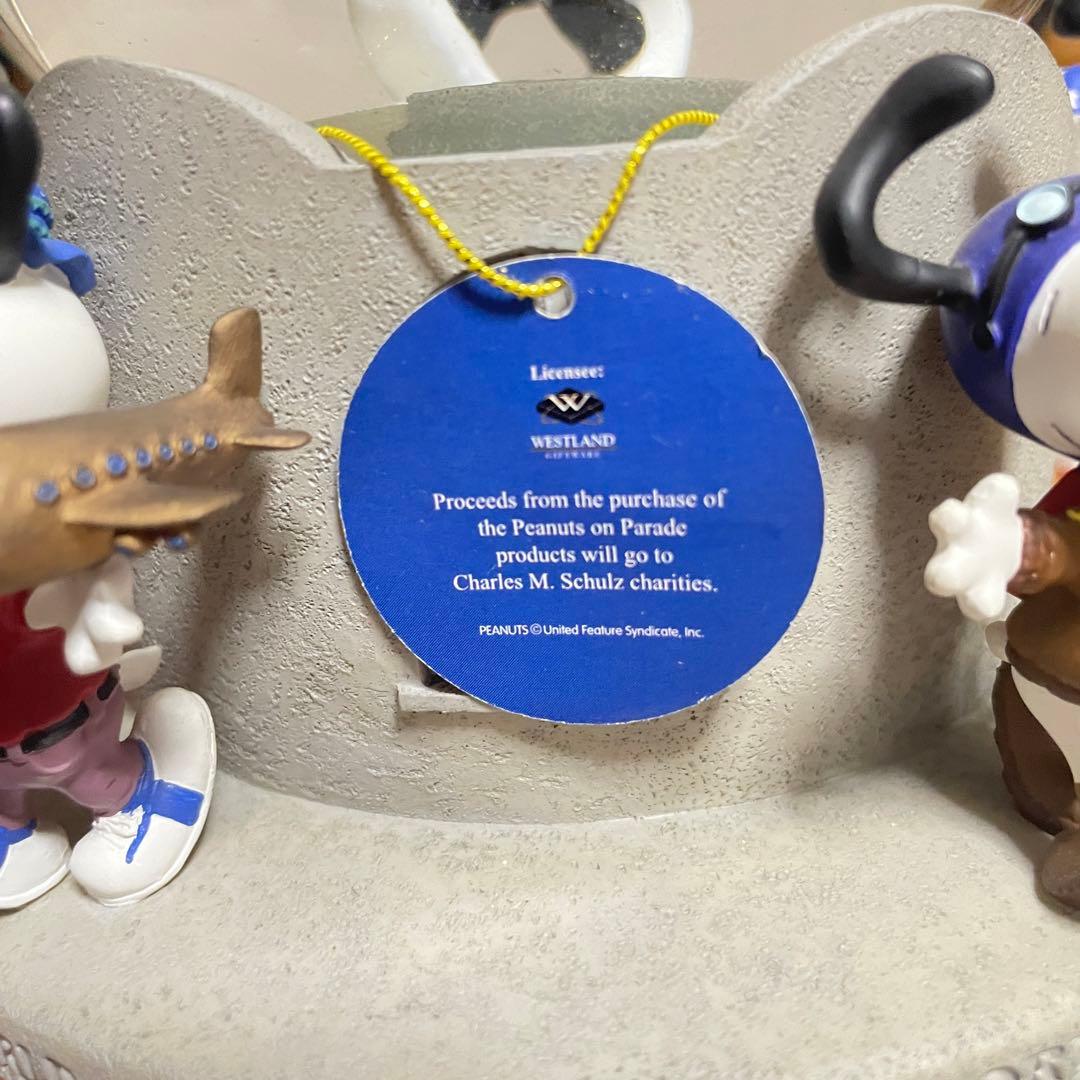 Licensee:
W
WESTLAND
GIFTWARE
Proceeds from the purchase of
the Peanuts on Parade
products will go to
Charles M. Schulz charities.
PEANUTS © United Feature Syndicate, Inc.